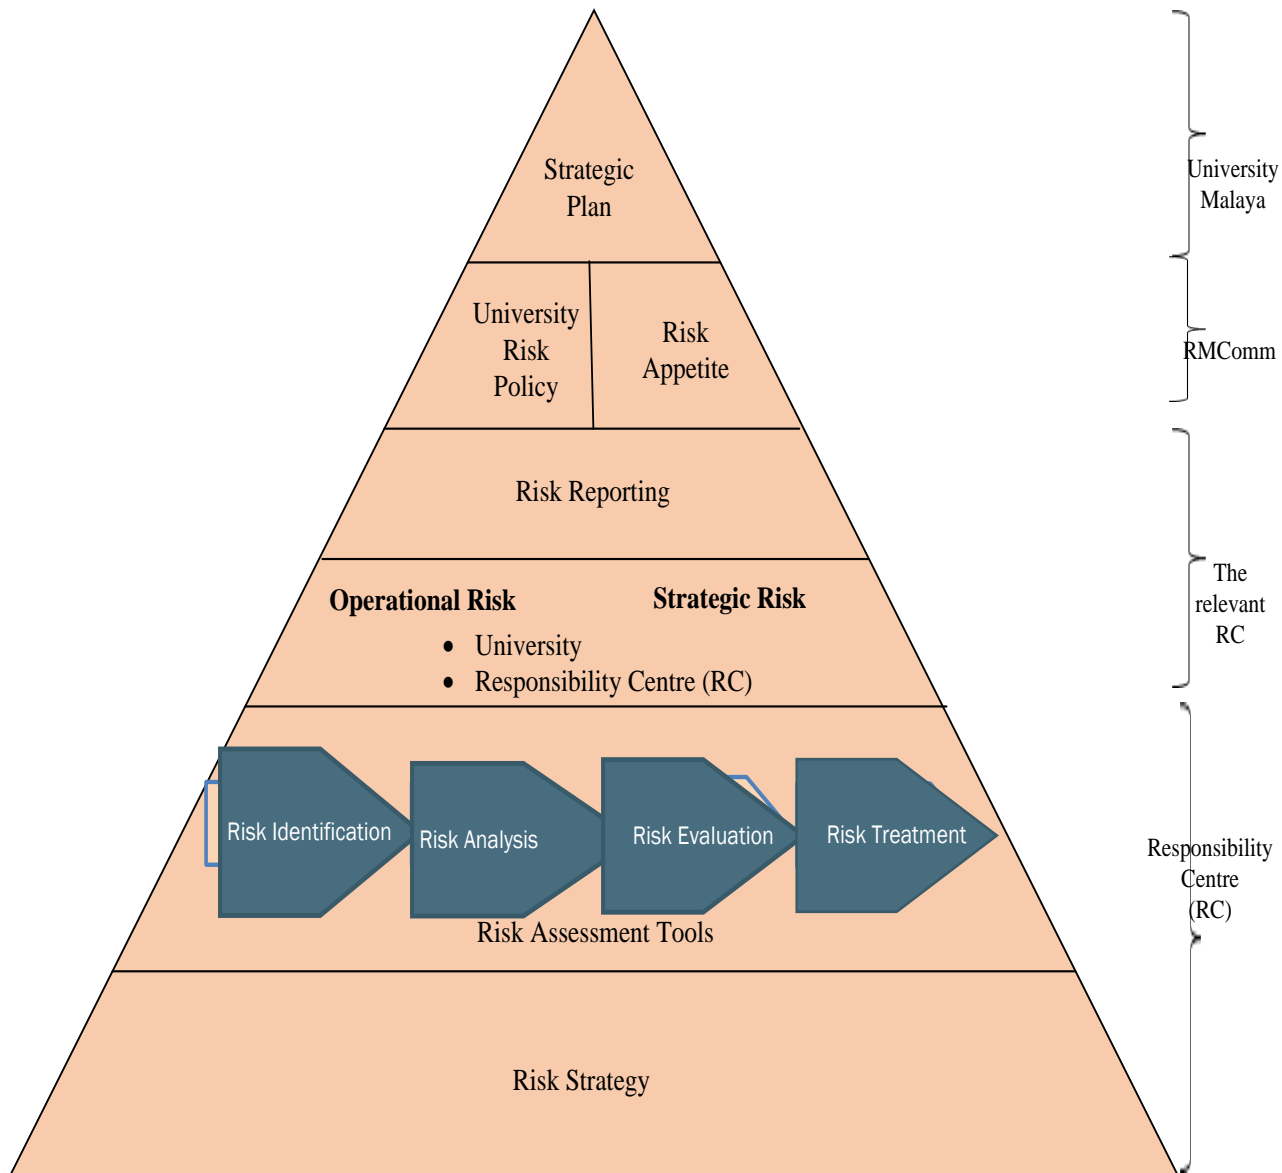 Strategic
Plan
University
Malaya
University
Risk
Policy
Risk
Appetite
RMComm
Risk Reporting
Operational Risk
Strategic Risk
• University
• Responsibility Centre (RC)
The
relevant
RC
Risk Identification
Risk Analysis
Risk Evaluation
Risk Treatment
Risk Assessment Tools
Responsibility
Centre
(RC)
Risk Strategy